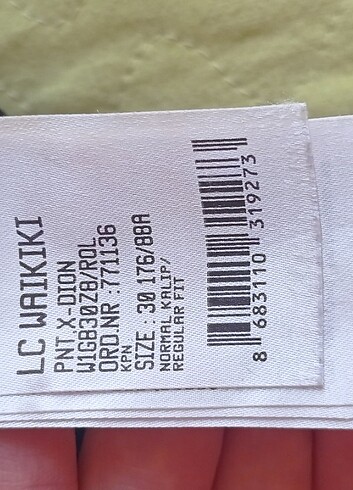 LC WAIKIKI
PNT X-DION
W1GB30Z8/RQL
ORD.NR :771136
KPN
SIZE : 30 176/88A
NORMAL KALIP/
REGULAR FIT
8 683110 319273